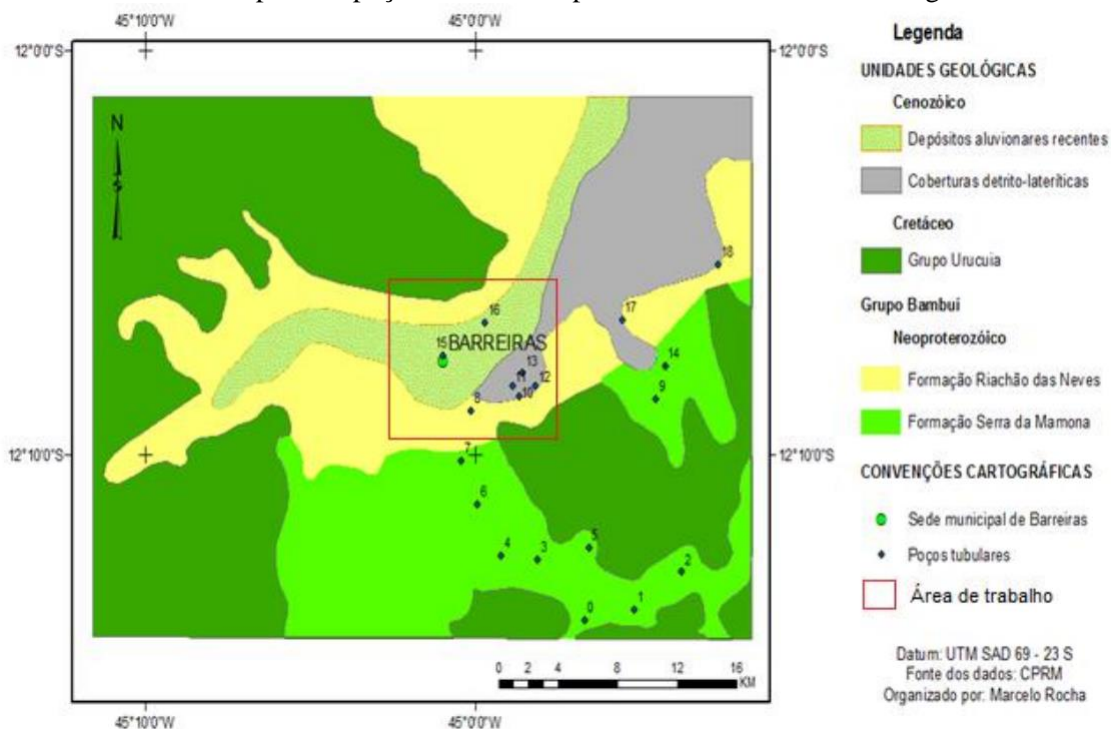 45°10'0"W
45°0'0"W
12°0'0"S
12°0'0"S
N
S
18
17
16
15
BARREIRAS
14
13
12
11
10
9
8
7
12°10'0"S
12°10'0"S
6
5
4
3
2
1
0
0 2 4 8 12 16
KM
45°10'0"W
45°0'0"W
Legenda
UNIDADES GEOLÓGICAS
Cenozóico
Depósitos aluvionares recentes
Coberturas detrito-lateríticas
Cretáceo
Grupo Urucuia
Grupo Bambuí
Neoproterozóico
Formação Riachão das Neves
Formação Serra da Mamona
CONVENÇÕES CARTOGRÁFICAS
Sede municipal de Barreiras
Poços tubulares
Área de trabalho
Datum: UTM SAD 69 - 23 S
Fonte dos dados: CPRM
Organizado por: Marcelo Rocha